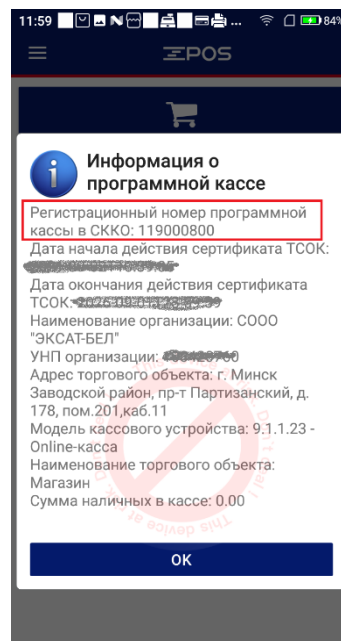 11:59 84%
ΞPOS
Информация о
программной кассе
Регистрационный номер программной
кассы в СККО: 119000800
Дата начала действия сертификата ТСОК:
Дата окончания действия сертификата
ТСОК:
Наименование организации: СООО
"ЭКСАТ-БЕЛ"
УНП организации:
Адрес торгового объекта: г. Минск
Заводской район, пр-т Партизанский, д.
178, пом.201,каб.11
Модель кассового устройства: 9.1.1.23 -
Online-касса
Наименование торгового объекта:
Магазин
Сумма наличных в кассе: 0.00
OK